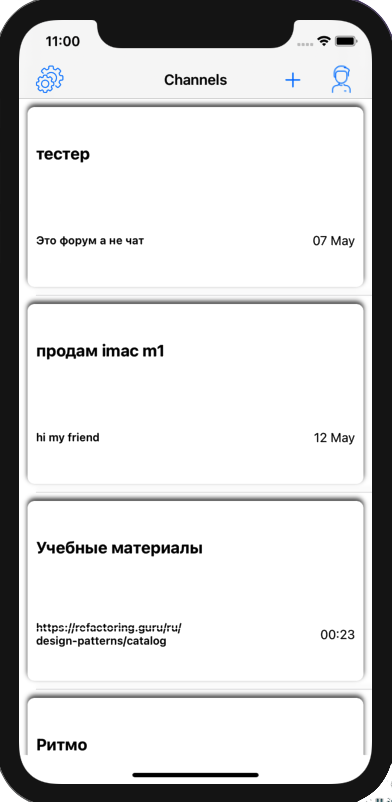 11:00
Channels
тестер
Это форум а не чат
07 May
продам imac m1
hi my friend
12 May
Учебные материалы
https://refactoring.guru/ru/
design-patterns/catalog
00:23
Ритмо